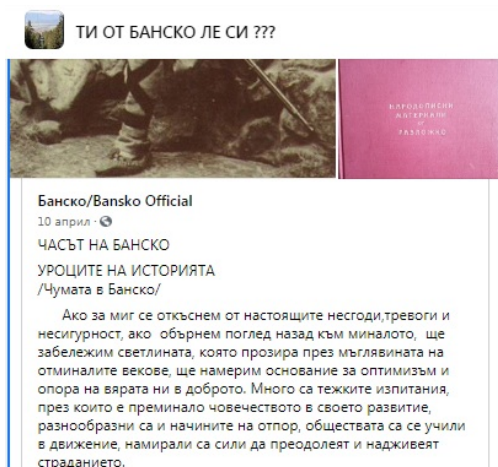 ТИ ОТ БАНСКО ЛЕ СИ ???
НАРОДОПИСНИ
МАТЕРИАЛИ
ОТ
РАЗЛОЖКО
Банско/Bansko Official
10 април ·
ЧАСЪТ НА БАНСКО
УРОЦИТЕ НА ИСТОРИЯТА
/Чумата в Банско/
Ако за миг се откъснем от настоящите несгоди,тревоги и
несигурност, ако обърнем поглед назад към миналото, ще
забележим светлината, която прозира през мъглявината на
отминалите векове, ще намерим основание за оптимизъм и
опора на вярата ни в доброто. Много са тежките изпитания,
през които е преминало човечеството в своето развитие,
разнообразни са и начините на отпор, обществата са се учили
в движение, намирали са сили да преодолеят и надживеят
страданието.